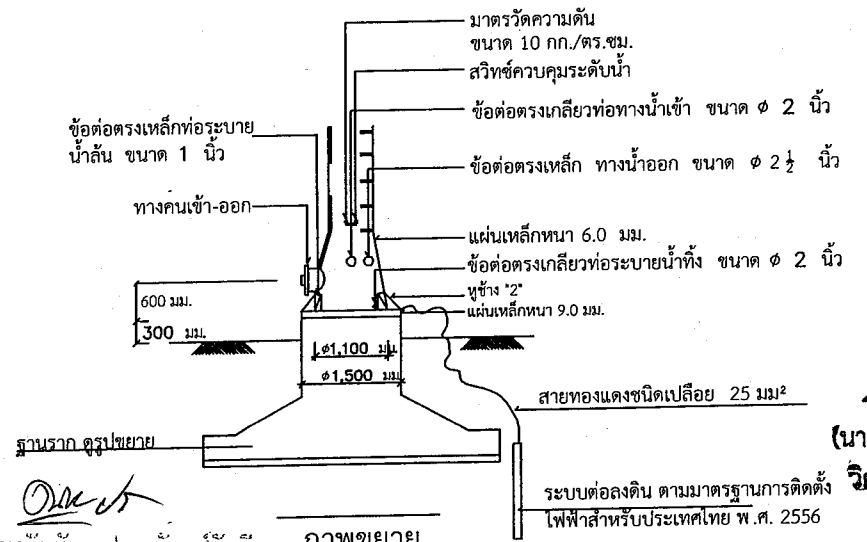 มาตรวัดความดัน
ขนาด 10 กก./ตร.ซม.
สวิทช์ควบคุมระดับน้ำ
ข้อต่อตรงเกลียวท่อทางน้ำเข้า ขนาด φ 2 นิ้ว
ข้อต่อตรงเหล็กท่อระบาย
น้ำล้น ขนาด 1 นิ้ว
ข้อต่อตรงเหล็ก ทางน้ำออก ขนาด φ 2 ½ นิ้ว
ทางคนเข้า-ออก
แผ่นเหล็กหนา 6.0 มม.
ข้อต่อตรงเกลียวท่อระบายน้ำทิ้ง ขนาด φ 2 นิ้ว
หูช้าง "2"
แผ่นเหล็กหนา 9.0 มม.
600 มม.
300 มม.
φ1,100 มม.
φ1,500 มม.
สายทองแดงชนิดเปลือย 25 มม²
ฐานราก ดูรูปขยาย
(นา
ระบบต่อลงดิน ตามมาตรฐานการติดตั้ง
ไฟฟ้าสำหรับประเทศไทย พ.ศ. 2556
ภาพขยาย